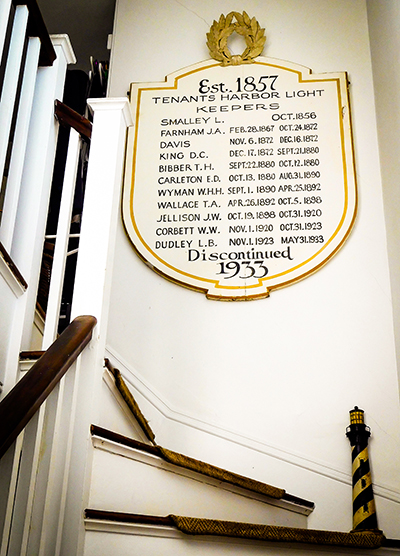 Est. 1857
TENANTS HARBOR LIGHT
KEEPERS
SMALLEY L. OCT. 1856
FARNHAM J.A. FEB. 28. 1867 OCT. 24. 1872
DAVIS NOV. 6. 1872 DEC. 16. 1872
KING D.C. DEC. 17. 1872 SEPT. 21. 1880
BIBBER T. H. SEPT. 22. 1880 OCT. 12. 1880
CARLETON E.D. OCT. 13. 1880 AUG. 31. 1890
WYMAN W.H.H. SEPT. 1. 1890 APR. 25. 1892
WALLACE T.A. APR. 26. 1892 OCT. 5. 1898
JELLISON J.W. OCT. 19. 1898 OCT. 31. 1920
CORBETT W.W. NOV. 1. 1920 OCT. 31. 1923
DUDLEY L.B. NOV. 1. 1923 MAY 31. 1933
Discontinued
1933